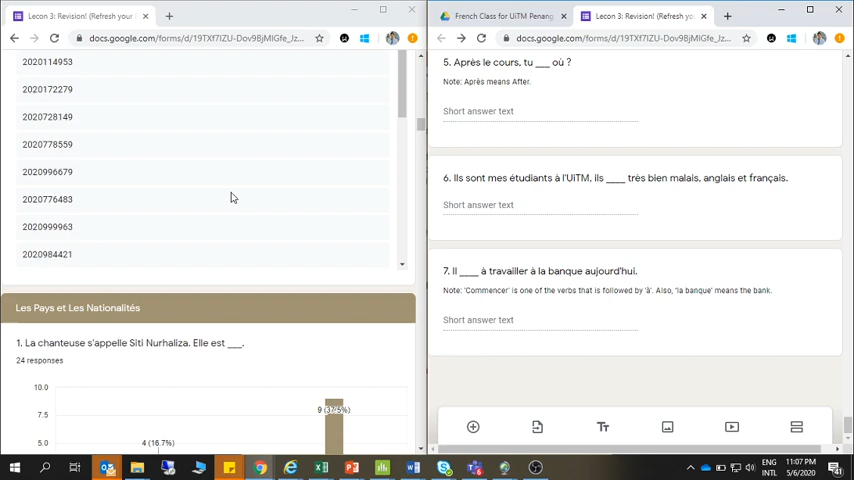 Lecon 3: Revision! (Refresh your
docs.google.com/forms/d/19TXf7IZU-Dov98jMlGfe_Jz...
2020114953
2020172279
2020728149
2020778559
2020996679
2020776483
2020999963
2020984421
Les Pays et Les Nationalités
1. La chanteuse s'appelle Siti Nurhaliza. Elle est ___.
24 responses
10.0
7.5
5.0
4 (16.7%)
9 (37.5%)
French Class for UiTM Penang
Lecon 3: Revision! (Refresh yo
docs.google.com/forms/d/19TXf7IZU-Dov98jMlGfe_Jzs...
5. Après le cours, tu ___ où ?
Note: Après means After.
Short answer text
6. Ils sont mes étudiants à l'UiTM, ils ____ très bien malais, anglais et français.
Short answer text
7. Il ____ à travailler à la banque aujourd'hui.
Note: 'Commencer' is one of the verbs that is followed by 'à'. Also, 'la banque' means the bank.
Short answer text
Tт
ENG
INTL
11:07 PM
5/6/2020
41